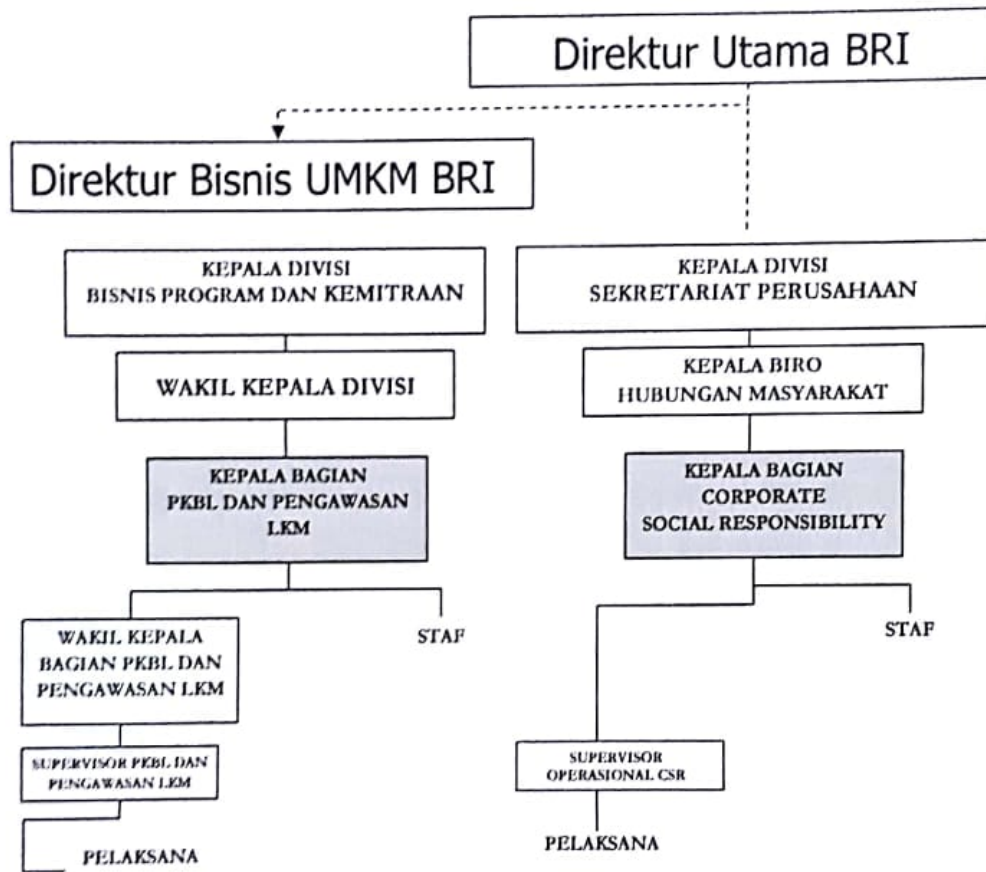 Direktur Utama BRI
Direktur Bisnis UMKM BRI
KEPALA DIVISI
BISNIS PROGRAM DAN KEMITRAAN
WAKIL KEPALA DIVISI
KEPALA BAGIAN
PKBL DAN PENGAWASAN
LKM
WAKIL KEPALA
BAGIAN PKBL DAN
PENGAWASAN LKM
STAF
SUPERVISOR PKBL DAN
PENGAWASAN LKM
PELAKSANA
KEPALA DIVISI
SEKRETARIAT PERUSAHAAN
KEPALA BIRO
HUBUNGAN MASYARAKAT
KEPALA BAGIAN
CORPORATE
SOCIAL RESPONSIBILITY
STAF
SUPERVISOR
OPERASIONAL CSR
PELAKSANA